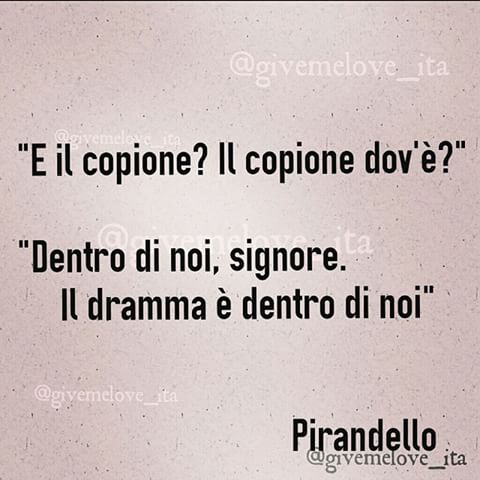 @givemelove_ita
@givemelove_ita
"E il copione? Il copione dov'è?"
@givemelove_ita
"Dentro di noi, signore.
Il dramma è dentro di noi"
@givemelove_ita
Pirandello
@givemelove_ita